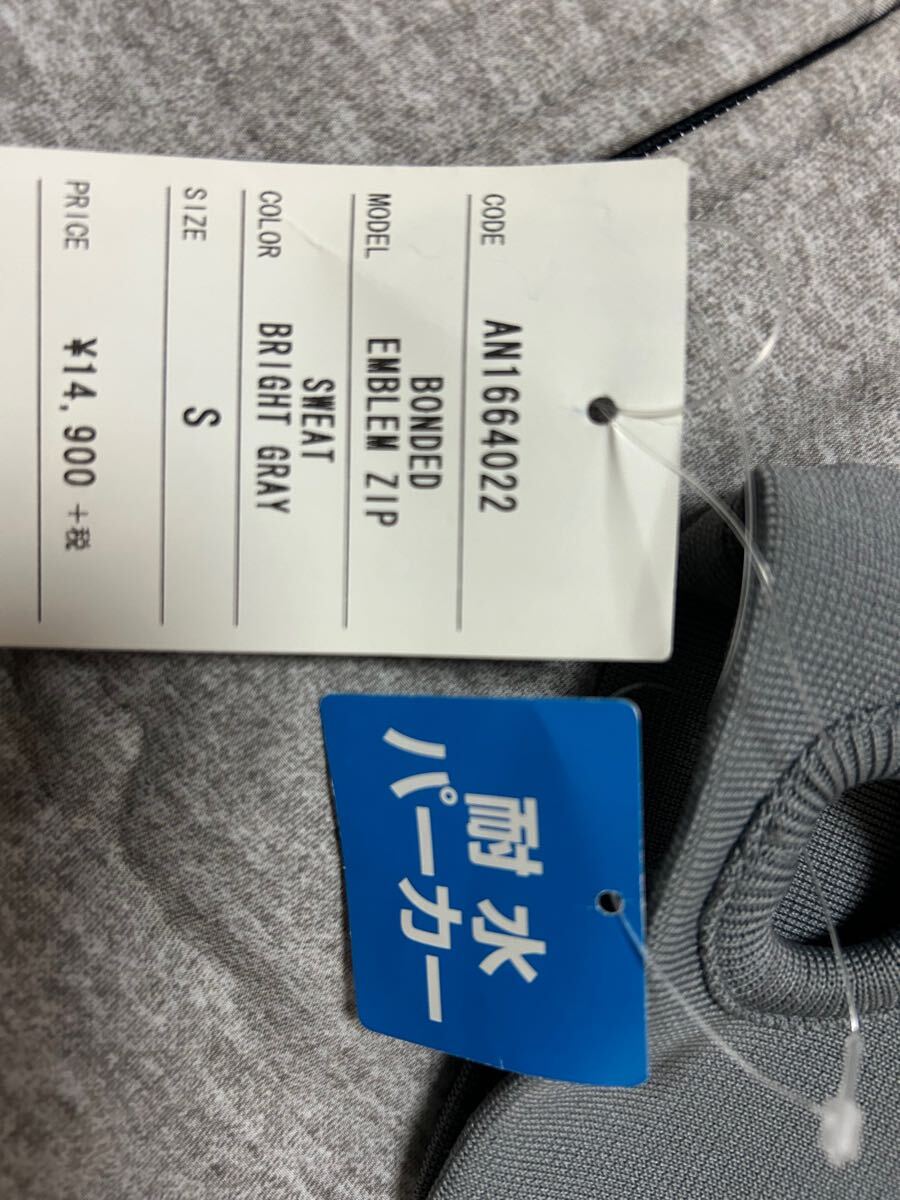 CODE AN1664022
MODEL BONDED
EMBLEM ZIP
SWEAT
COLOR BRIGHT GRAY
SIZE S
PRICE ¥14,900 +税
耐水
パーカー